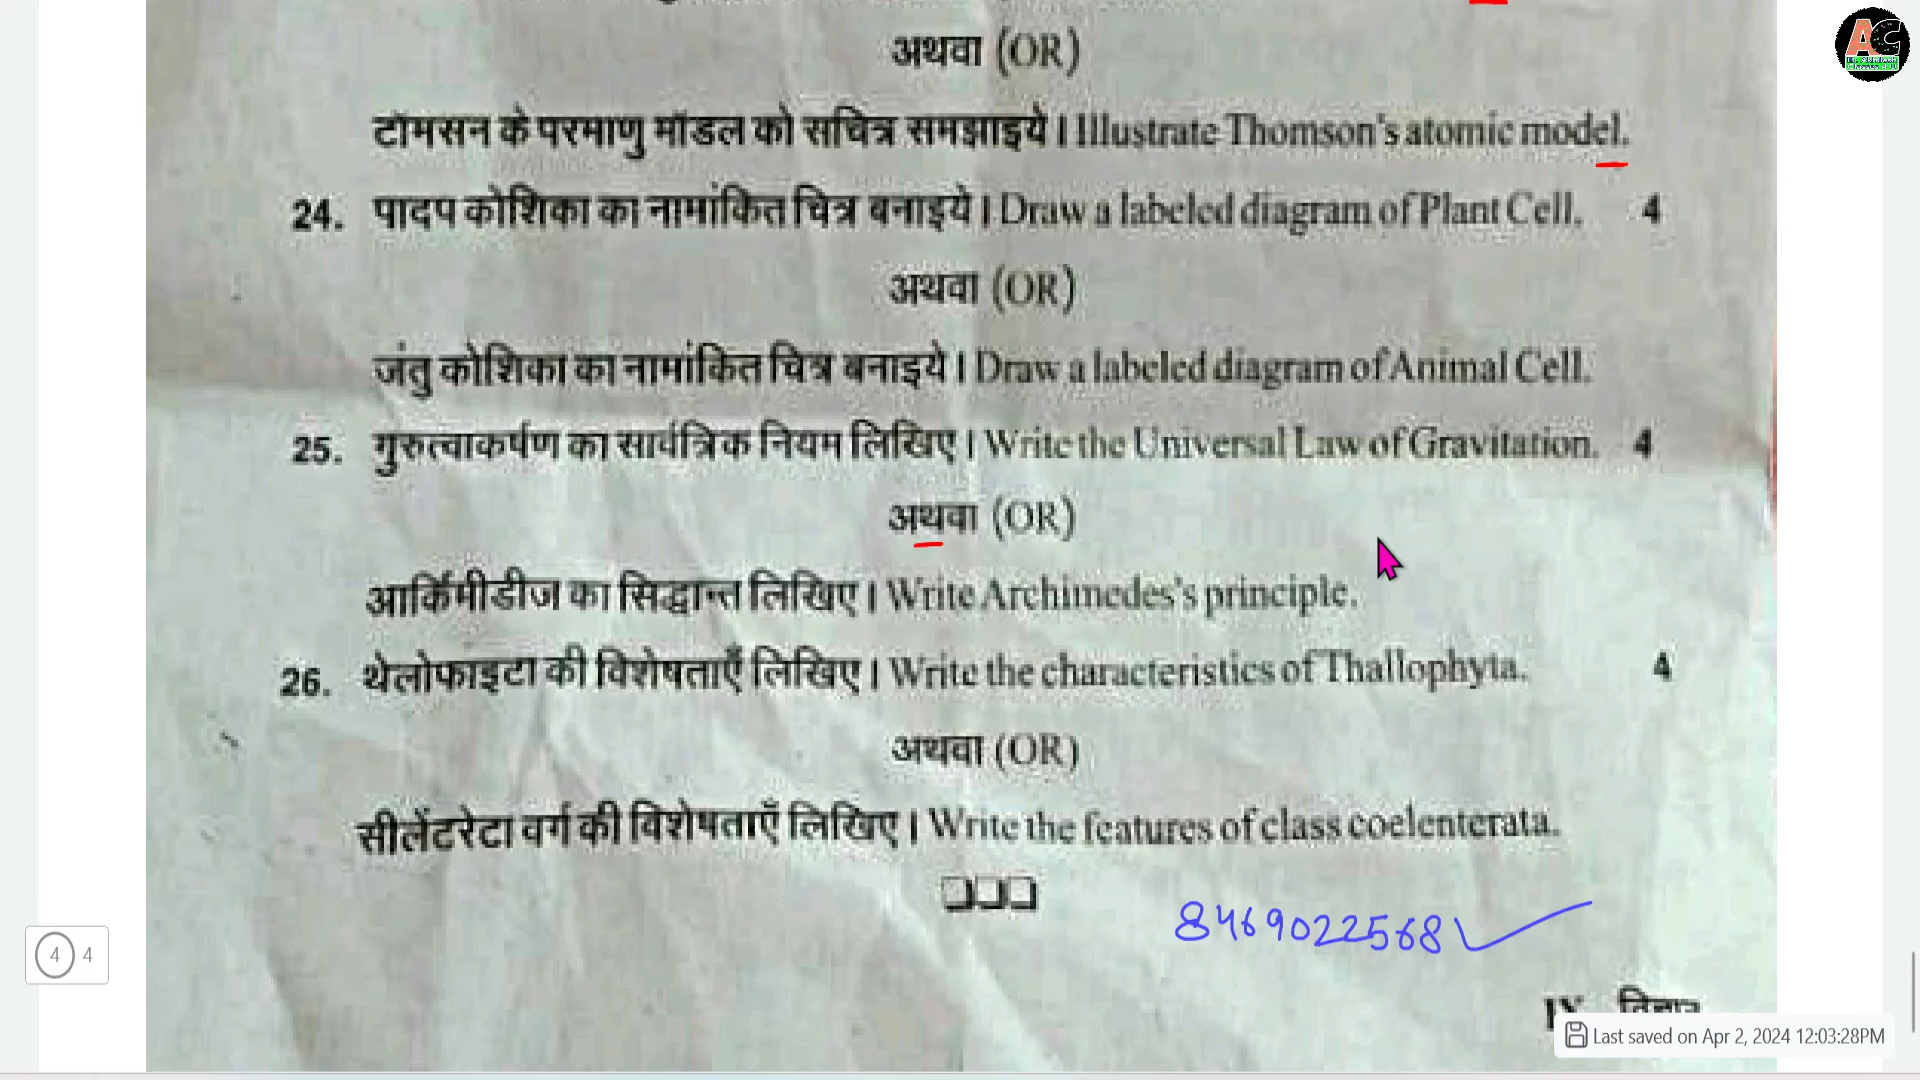 अथवा (OR)
टॉमसन के परमाणु मॉडल को सचित्र समझाइये। Illustrate Thomson's atomic model.
24. पादप कोशिका का नामांकित चित्र बनाइये। Draw a labeled diagram of Plant Cell. 4
अथवा (OR)
जंतु कोशिका का नामांकित चित्र बनाइये। Draw a labeled diagram of Animal Cell.
25. गुरुत्वाकर्षण का सार्वत्रिक नियम लिखिए। Write the Universal Law of Gravitation. 4
अथवा (OR)
आर्किमीडीज का सिद्धान्त लिखिए। Write Archimedes's principle.
26. थेलोफाइटा की विशेषताएँ लिखिए। Write the characteristics of Thallophyta. 4
अथवा (OR)
सीलेंटरेटा वर्ग की विशेषताएँ लिखिए। Write the features of class coelenterata.
8469022568
4 4
Last saved on Apr 2, 2024 12:03:28PM
AC